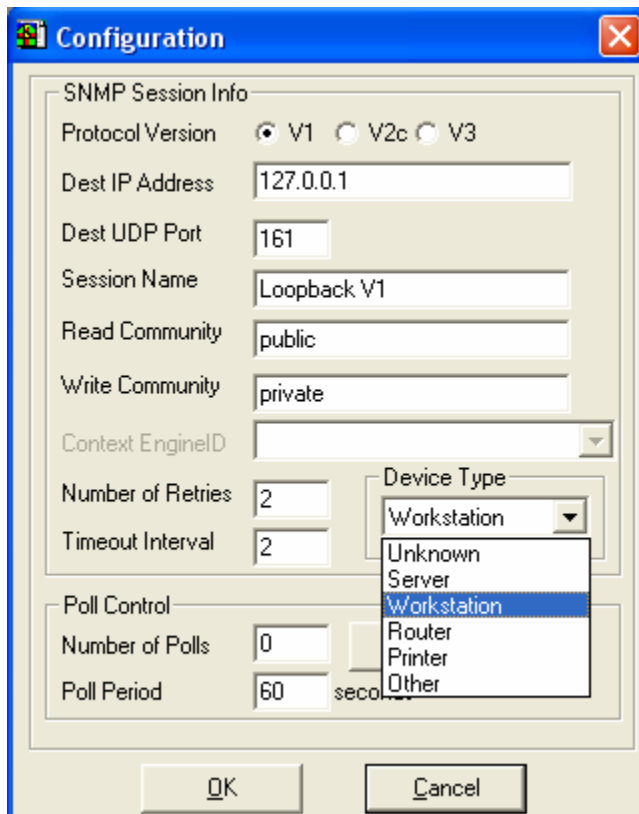 Configuration
SNMP Session Info
Protocol Version V1 V2c V3
Dest IP Address 127.0.0.1
Dest UDP Port 161
Session Name Loopback V1
Read Community public
Write Community private
Context EngineID
Number of Retries 2
Timeout Interval 2
Device Type
Workstation
Unknown
Server
Workstation
Router
Printer
Other
Poll Control
Number of Polls 0
Poll Period 60
OK Cancel